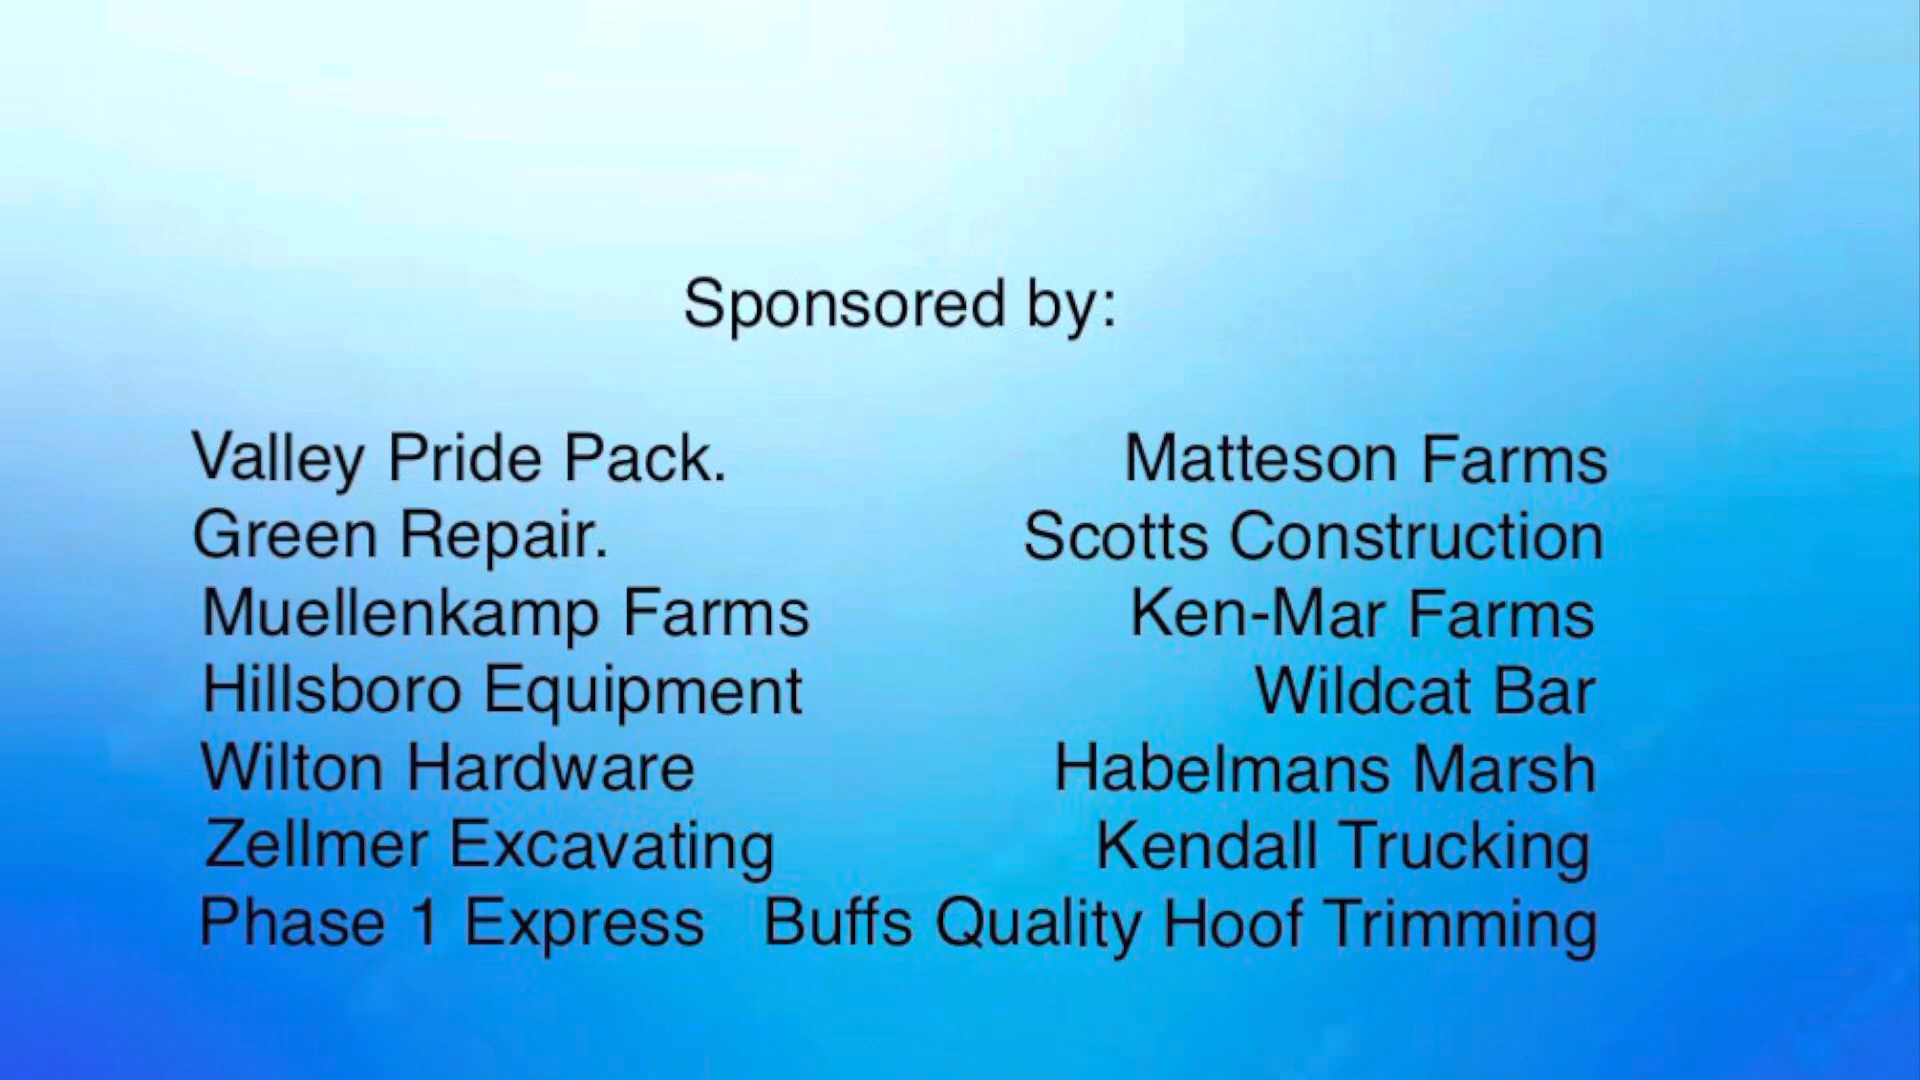 Sponsored by:
Valley Pride Pack. Matteson Farms
Green Repair. Scotts Construction
Muellenkamp Farms Ken-Mar Farms
Hillsboro Equipment Wildcat Bar
Wilton Hardware Habelmans Marsh
Zellmer Excavating Kendall Trucking
Phase 1 Express Buffs Quality Hoof Trimming